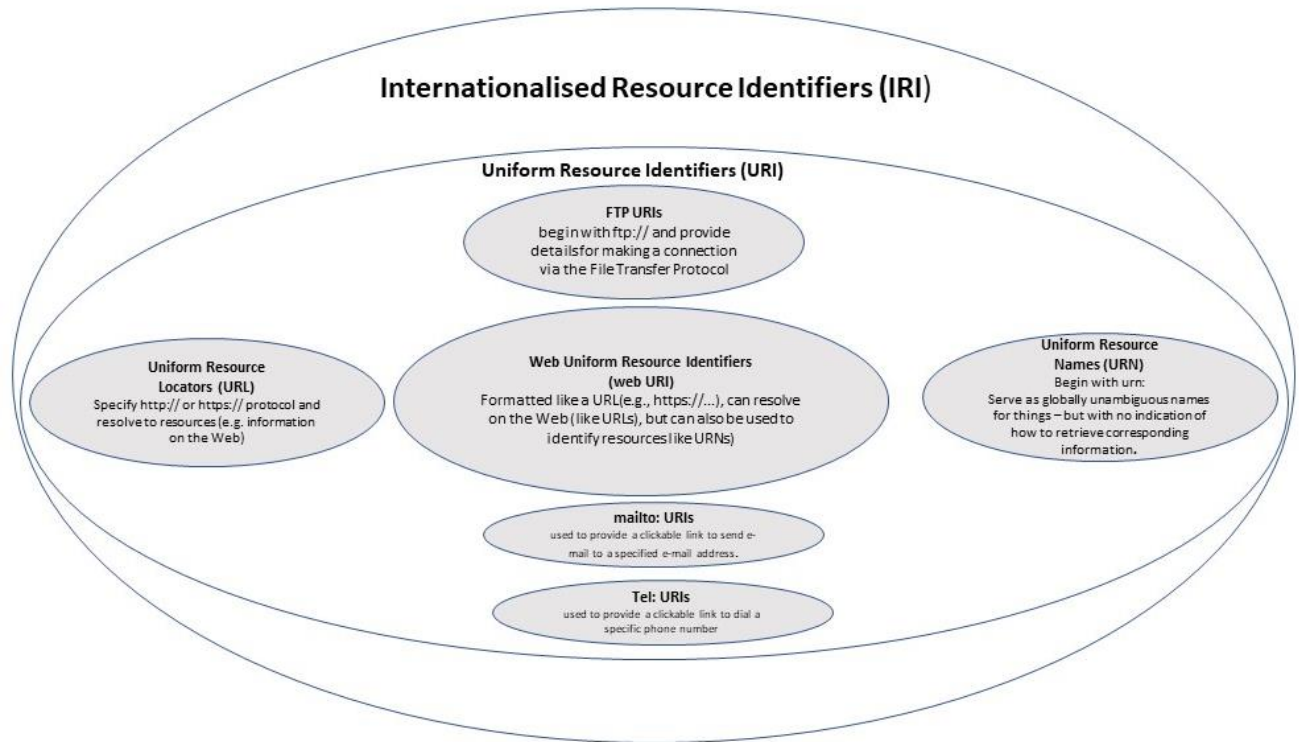 Internationalised Resource Identifiers (IRI)
Uniform Resource Identifiers (URI)
FTP URIs
begin with ftp:// and provide
details for making a connection
via the File Transfer Protocol
Uniform Resource
Locators (URL)
Specify http:// or https:// protocol and
resolve to resources (e.g. information
on the Web)
Web Uniform Resource Identifiers
(web URI)
Formatted like a URL(e.g., https://...), can resolve
on the Web (like URLs), but can also be used to
identify resources like URNs)
Uniform Resource
Names (URN)
Begin with urn:
Serve as globally unambiguous names
for things – but with no indication of
how to retrieve corresponding
information.
mailto: URIs
used to provide a clickable link to send e-
mail to a specified e-mail address.
Tel: URIs
used to provide a clickable link to dial a
specific phone number